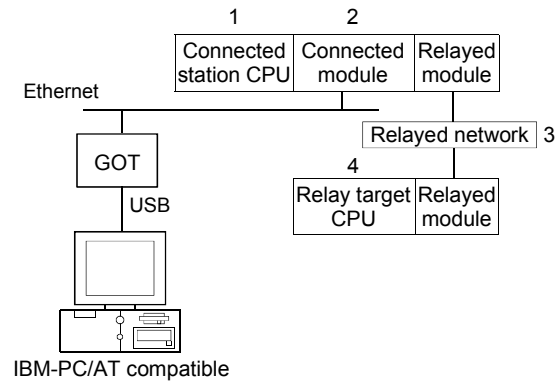 1
2
Connected
station CPU
Connected
module
Relayed
module
Ethernet
Relayed network
3
GOT
4
Relay target
CPU
Relayed
module
USB
IBM-PC/AT compatible